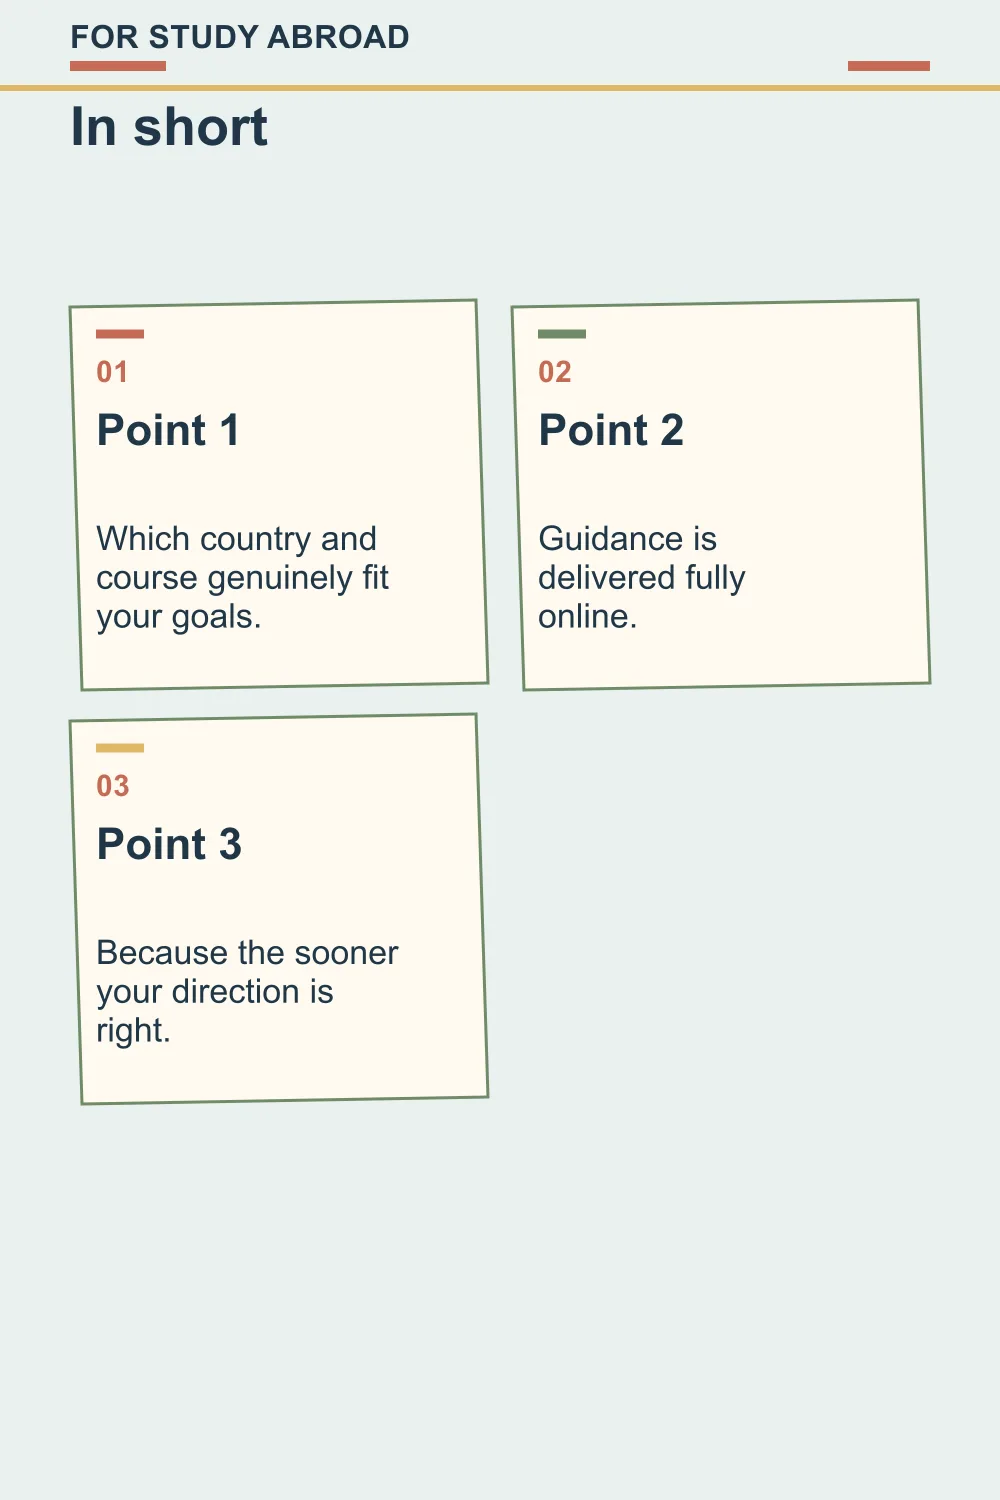 FOR STUDY ABROAD
In short
01
Point 1
Which country and
course genuinely fit
your goals.
02
Point 2
Guidance is
delivered fully
online.
03
Point 3
Because the sooner
your direction is
right.